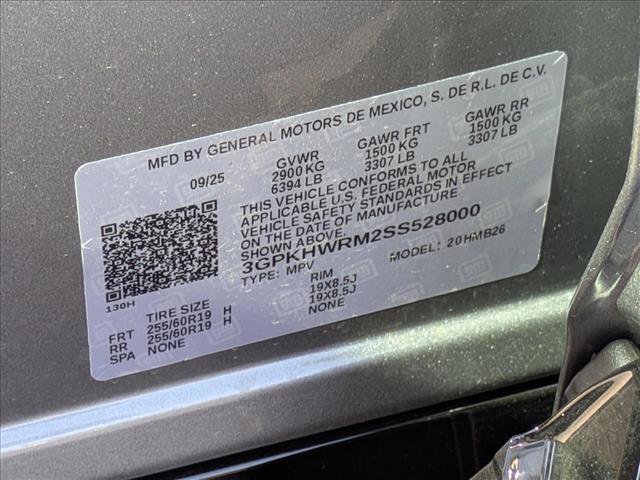 MFD BY GENERAL MOTORS DE MEXICO, S. DE R.L. DE C.V.
09/25 GVWR GAWR FRT GAWR RR
2900 KG 1500 KG 1500 KG
6394 LB 3307 LB 3307 LB
THIS VEHICLE CONFORMS TO ALL
APPLICABLE U.S. FEDERAL MOTOR
VEHICLE SAFETY STANDARDS IN EFFECT
ON THE DATE OF MANUFACTURE
3GPKHWRM2SS528000
TYPE: MPV MODEL: 20HMB26
130H
TIRE SIZE RIM
FRT 255/60R19 H 19X8.5J
RR 255/60R19 H 19X8.5J
SPA NONE NONE